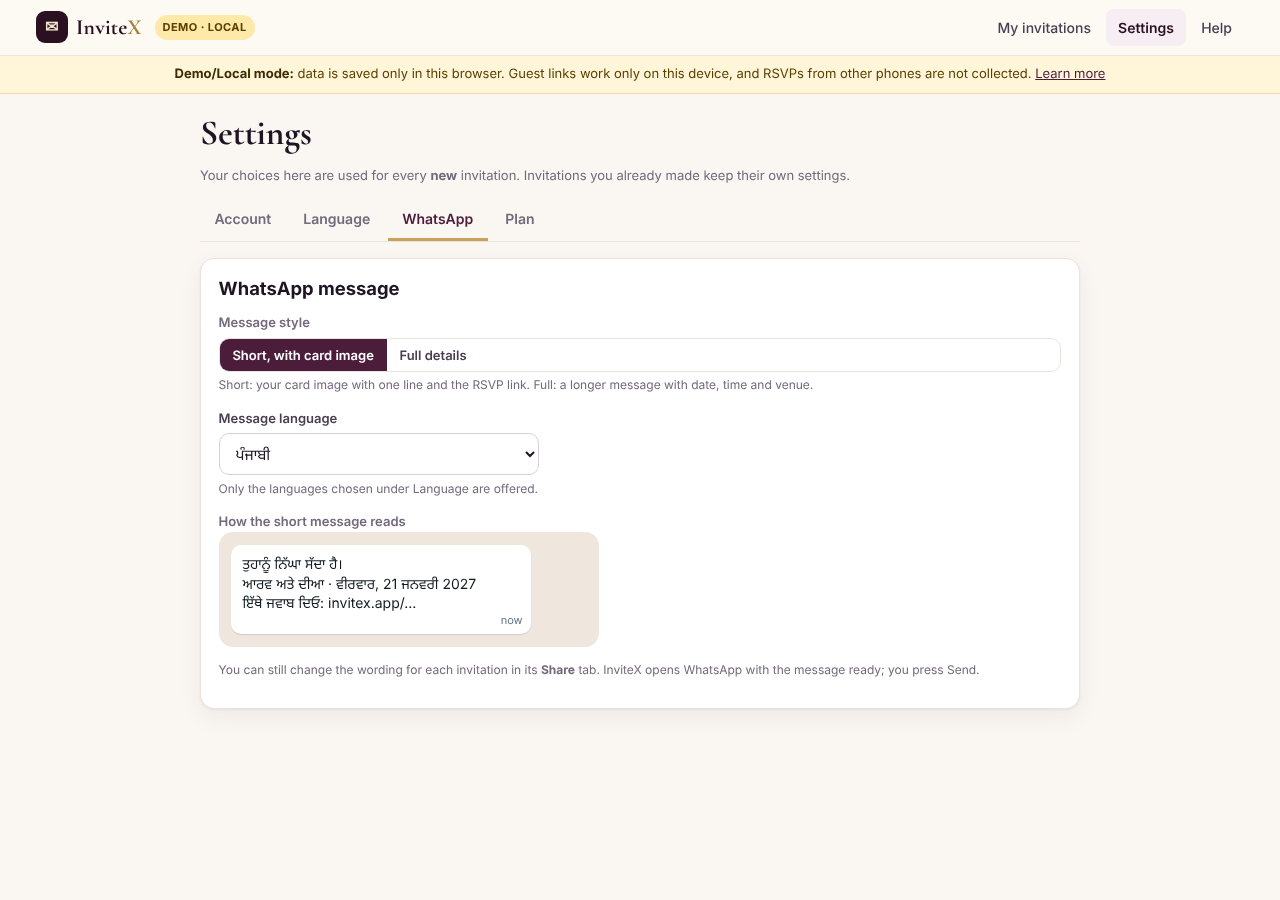 InviteX
DEMO · LOCAL
My invitations
Settings
Help
Demo/Local mode: data is saved only in this browser. Guest links work only on this device, and RSVPs from other phones are not collected. Learn more
Settings
Your choices here are used for every new invitation. Invitations you already made keep their own settings.
Account
Language
WhatsApp
Plan
WhatsApp message
Message style
Short, with card image
Full details
Short: your card image with one line and the RSVP link. Full: a longer message with date, time and venue.
Message language
ਪੰਜਾਬੀ
Only the languages chosen under Language are offered.
How the short message reads
ਤੁਹਾਨੂੰ ਨਿੱਘਾ ਸੱਦਾ ਹੈ।
ਆਰਵ ਅਤੇ ਦੀਆ · ਵੀਰਵਾਰ, 21 ਜਨਵਰੀ 2027
ਇੱਥੇ ਜਵਾਬ ਦਿਓ: invitex.app/…
now
You can still change the wording for each invitation in its Share tab. InviteX opens WhatsApp with the message ready; you press Send.